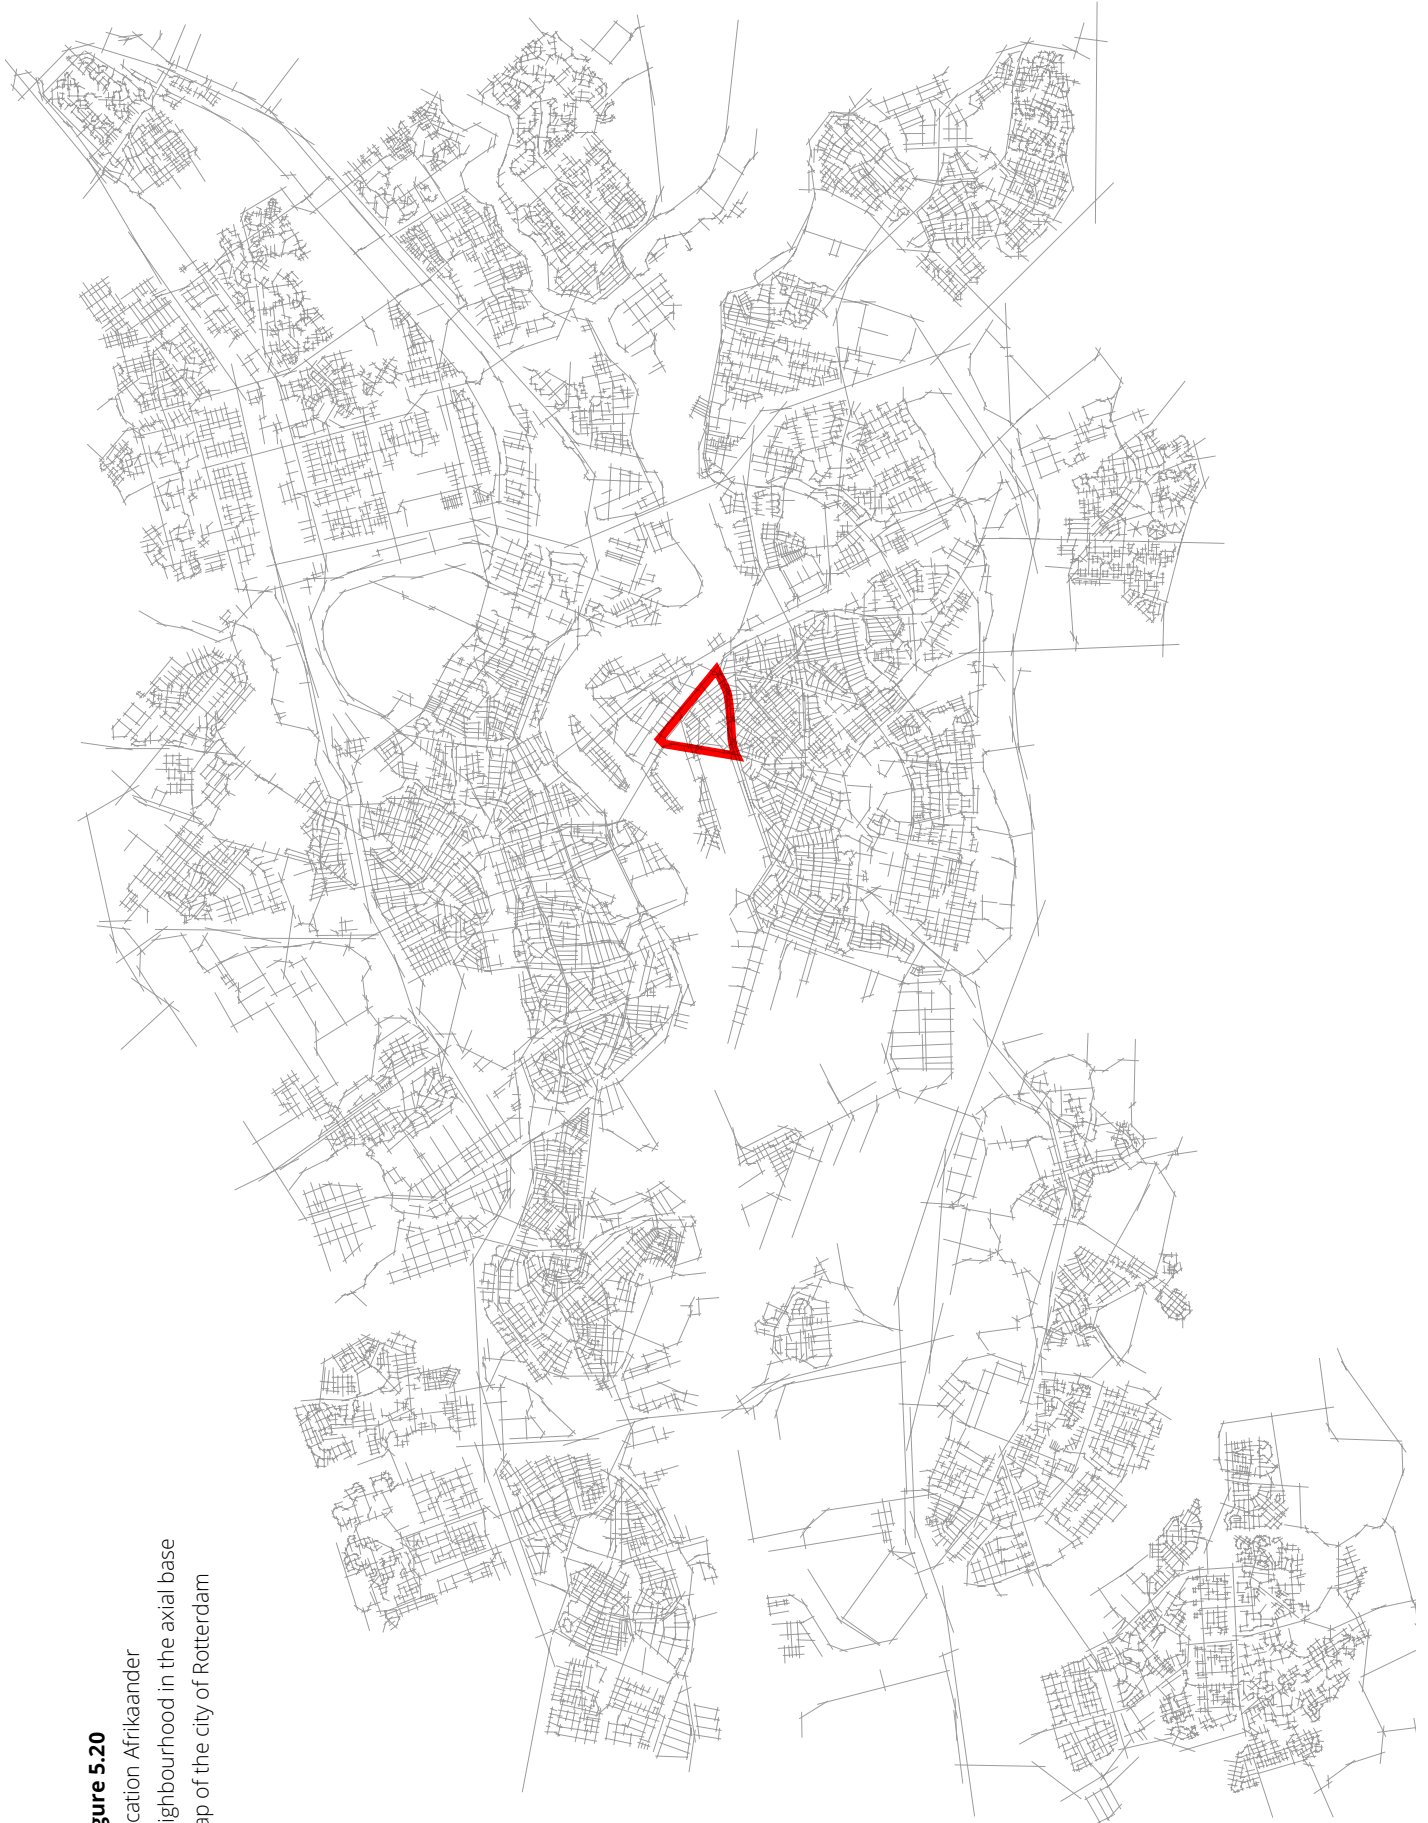 gure 5.20
cation Afrikaander
ighbourhood in the axial base
ap of the city of Rotterdam